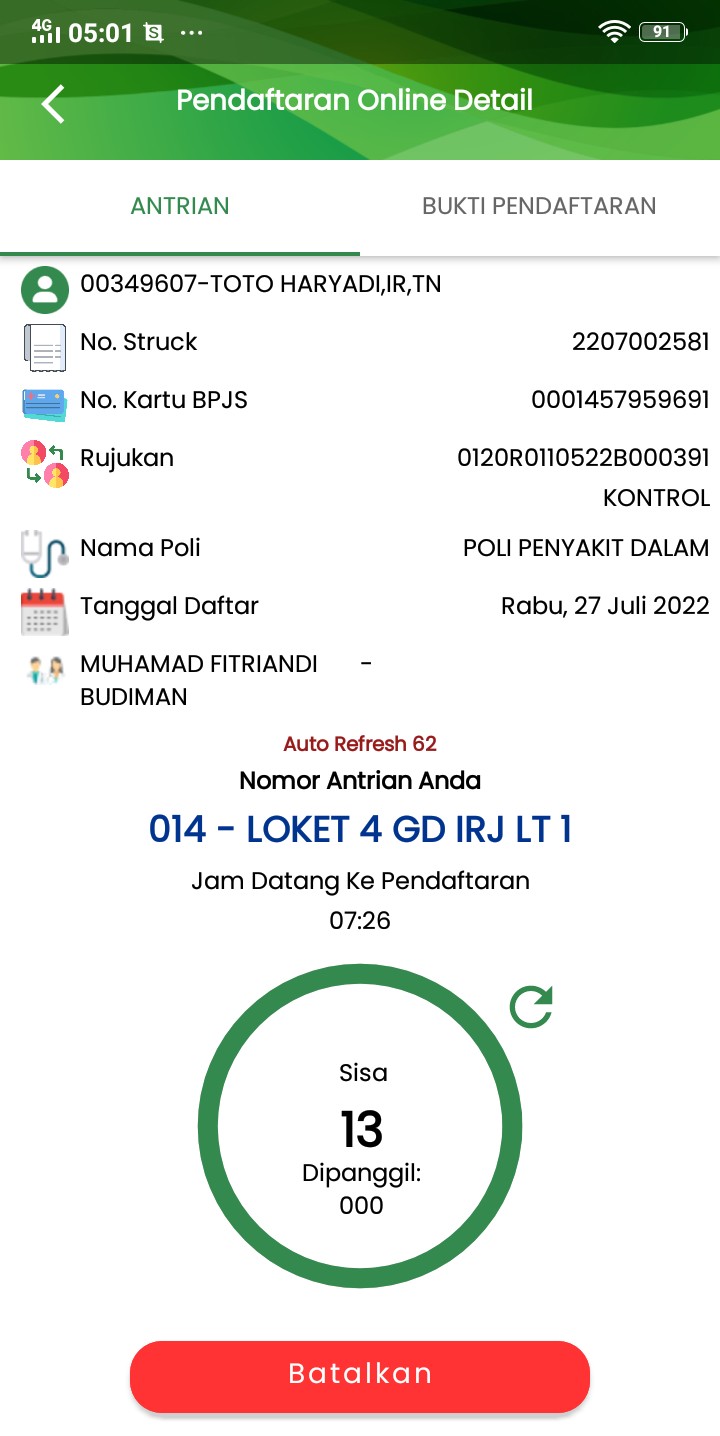 4G 05:01 91
Pendaftaran Online Detail
ANTRIAN BUKTI PENDAFTARAN
00349607-TOTO HARYADI,IR,TN
No. Struck 2207002581
No. Kartu BPJS 0001457959691
Rujukan 0120R0110522B000391
KONTROL
Nama Poli POLI PENYAKIT DALAM
Tanggal Daftar Rabu, 27 Juli 2022
MUHAMAD FITRIANDI -
BUDIMAN
Auto Refresh 62
Nomor Antrian Anda
014 - LOKET 4 GD IRJ LT 1
Jam Datang Ke Pendaftaran
07:26
Sisa
13
Dipanggil:
000
Batalkan